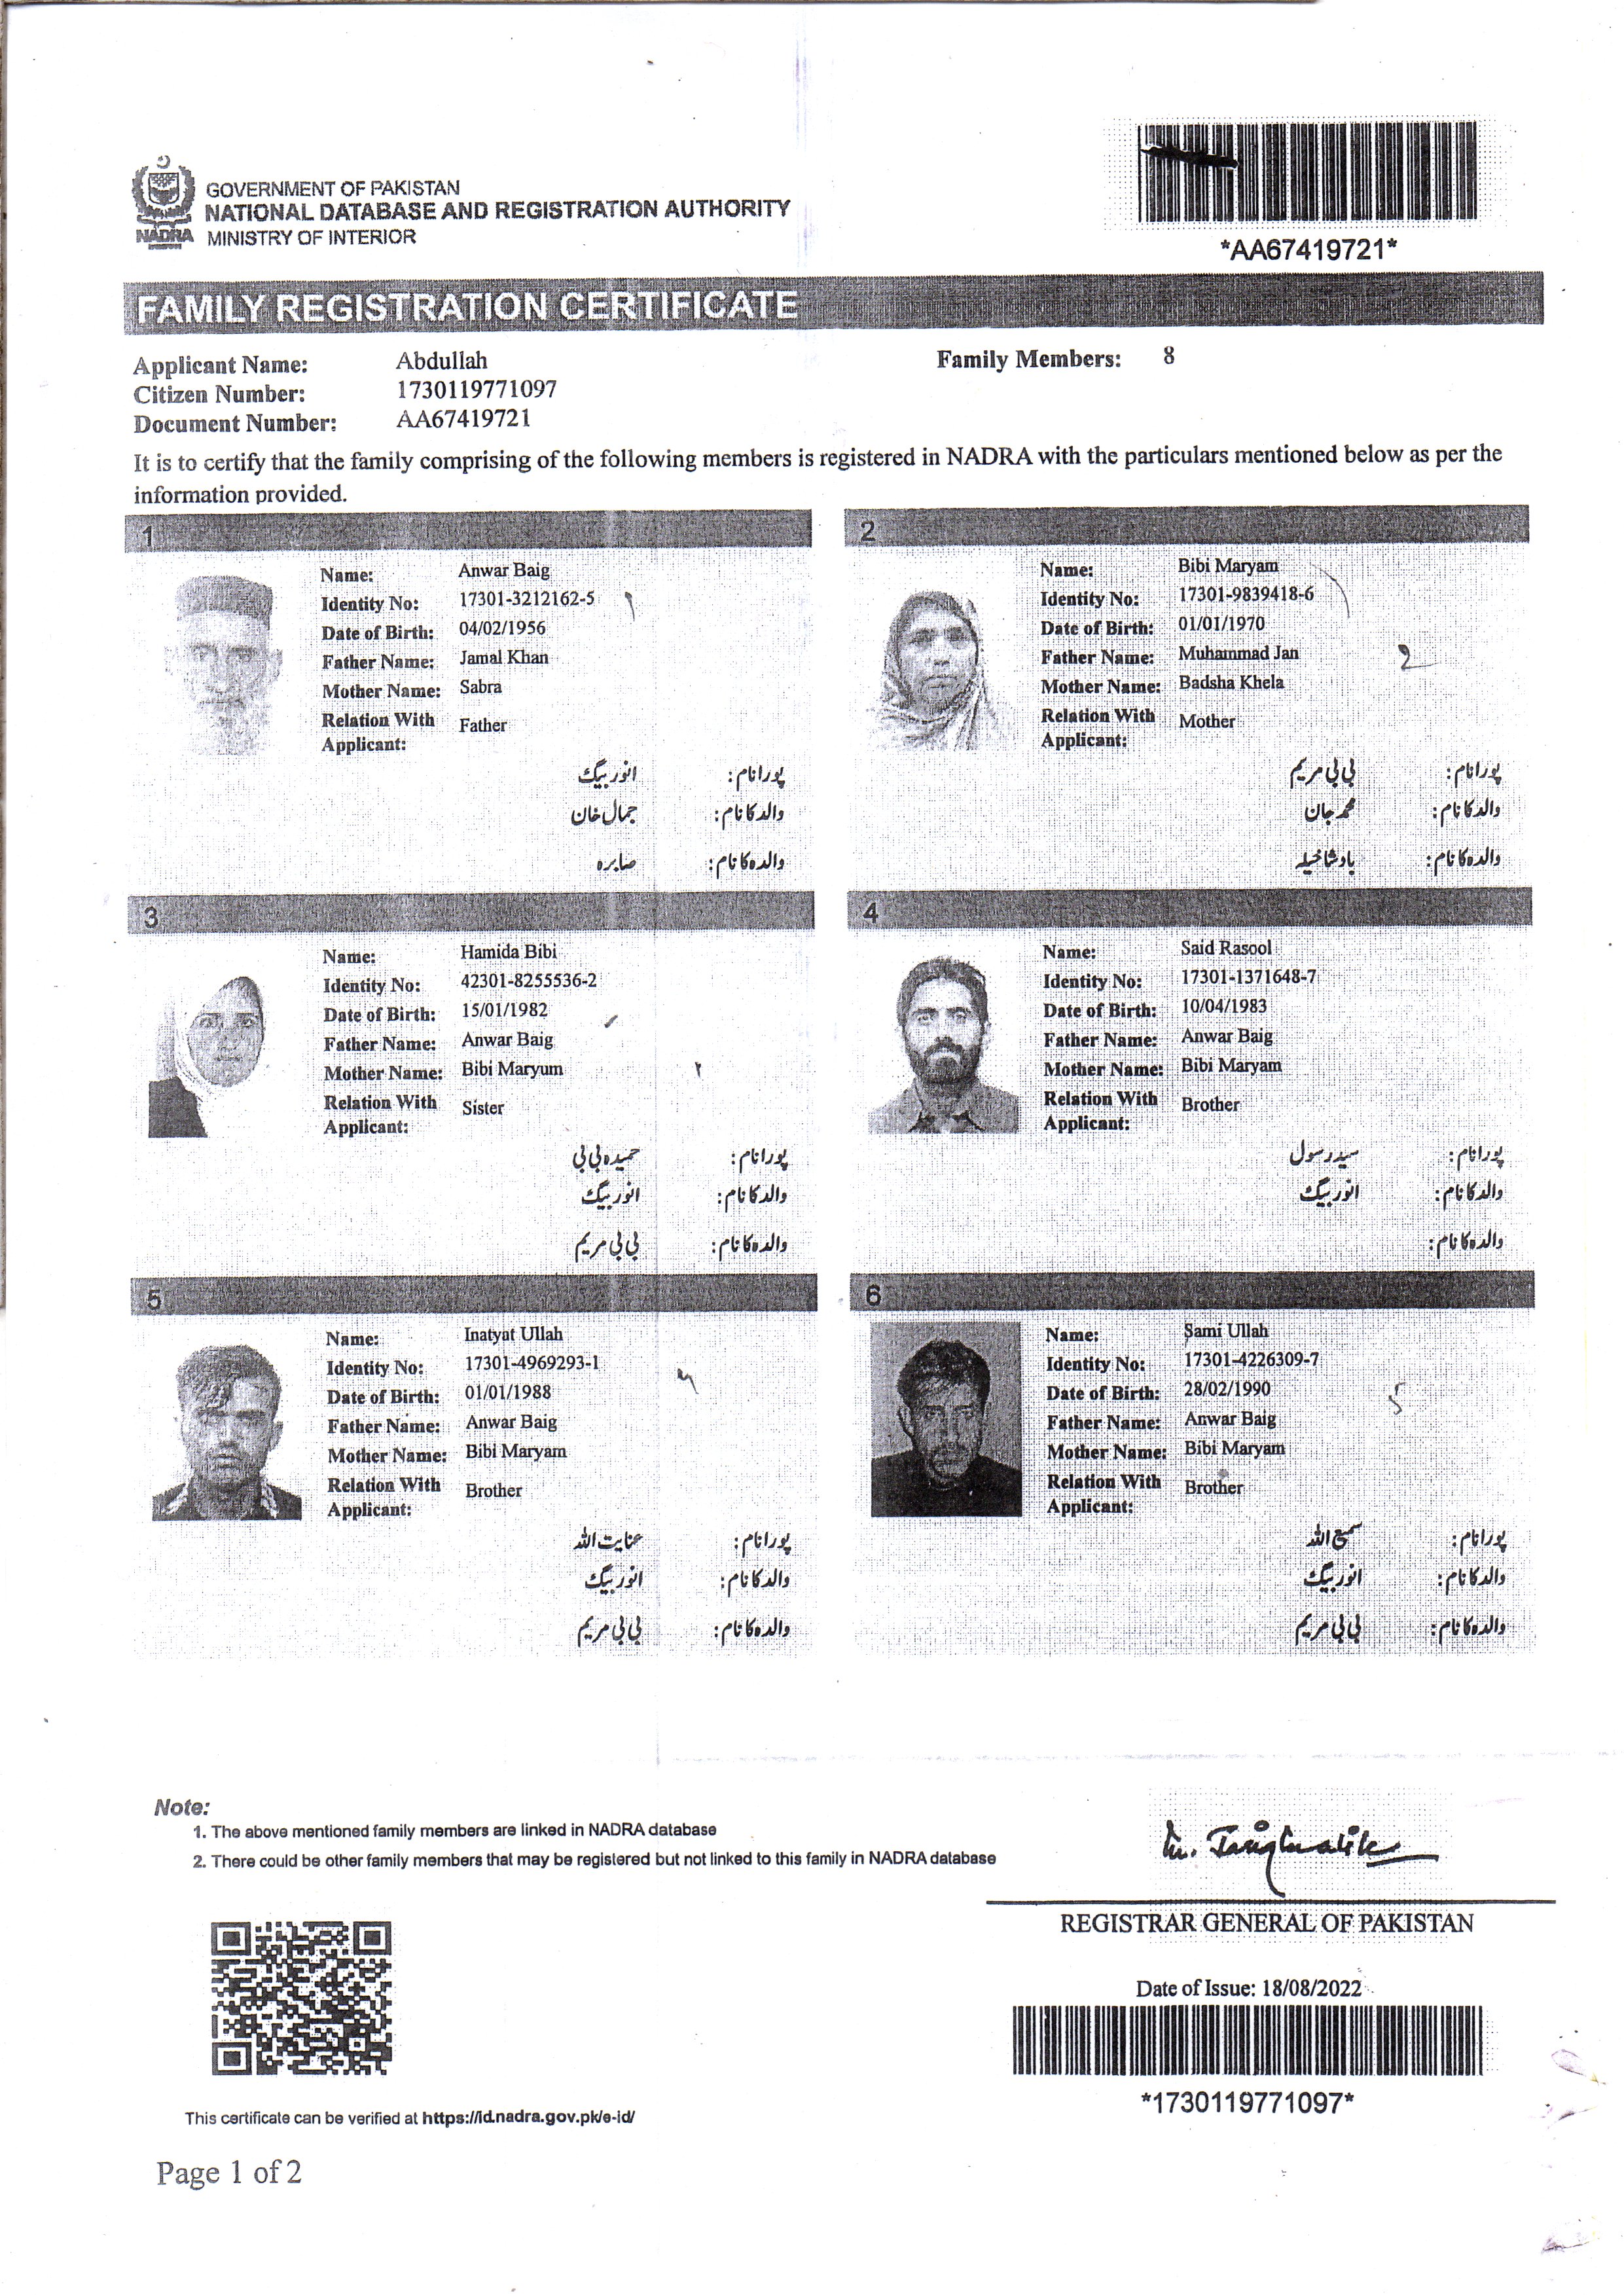 GOVERNMENT OF PAKISTAN
NATIONAL DATABASE AND REGISTRATION AUTHORITY
NADRA MINISTRY OF INTERIOR
*AA67419721*
FAMILY REGISTRATION CERTIFICATE
Applicant Name: Abdullah
Family Members: 8
Citizen Number: 1730119771097
Document Number: AA67419721
It is to certify that the family comprising of the following members is registered in NADRA with the particulars mentioned below as per the
information provided.
1
Name: Anwar Baig
Identity No: 17301-3212162-5
Date of Birth: 04/02/1956
Father Name: Jamal Khan
Mother Name: Sabra
Relation With Applicant: Father
پورا نام: انور بیگ
والد کا نام: جمال خان
والدہ کا نام: صابرہ
2
Name: Bibi Maryam
Identity No: 17301-9839418-6
Date of Birth: 01/01/1970
Father Name: Muhammad Jan
2
Mother Name: Badsha Khela
Relation With Applicant: Mother
پورا نام: بی بی مریم
والد کا نام: محمد جان
والدہ کا نام: بادشاخیلہ
3
Name: Hamida Bibi
Identity No: 42301-8255536-2
Date of Birth: 15/01/1982
Father Name: Anwar Baig
Mother Name: Bibi Maryum
Relation With Applicant: Sister
پورا نام: حمیدہ بی بی
والد کا نام: انور بیگ
والدہ کا نام: بی بی مریم
4
Name: Said Rasool
Identity No: 17301-1371648-7
Date of Birth: 10/04/1983
Father Name: Anwar Baig
Mother Name: Bibi Maryam
Relation With Applicant: Brother
پورا نام: سید رسول
والد کا نام: انور بیگ
والدہ کا نام:
5
Name: Inatyat Ullah
Identity No: 17301-4969293-1
Date of Birth: 01/01/1988
Father Name: Anwar Baig
Mother Name: Bibi Maryam
Relation With Applicant: Brother
پورا نام: عنایت اللہ
والد کا نام: انور بیگ
والدہ کا نام: بی بی مریم
6
Name: Sami Ullah
Identity No: 17301-4226309-7
Date of Birth: 28/02/1990
5
Father Name: Anwar Baig
Mother Name: Bibi Maryam
Relation With Applicant: Brother
پورا نام: سمیع اللہ
والد کا نام: انور بیگ
والدہ کا نام: بی بی مریم
Note:
1. The above mentioned family members are linked in NADRA database
2. There could be other family members that may be registered but not linked to this family in NADRA database
REGISTRAR GENERAL OF PAKISTAN
Date of Issue: 18/08/2022
*1730119771097*
This certificate can be verified at https://id.nadra.gov.pk/e-id/
Page 1 of 2